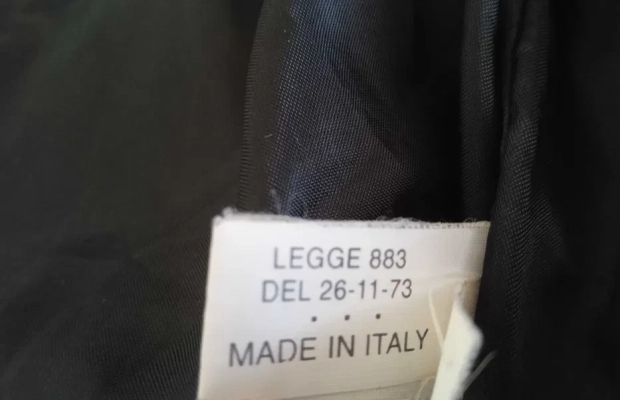 LEGGE 883
DEL 26-11-73
• • •
MADE IN ITALY